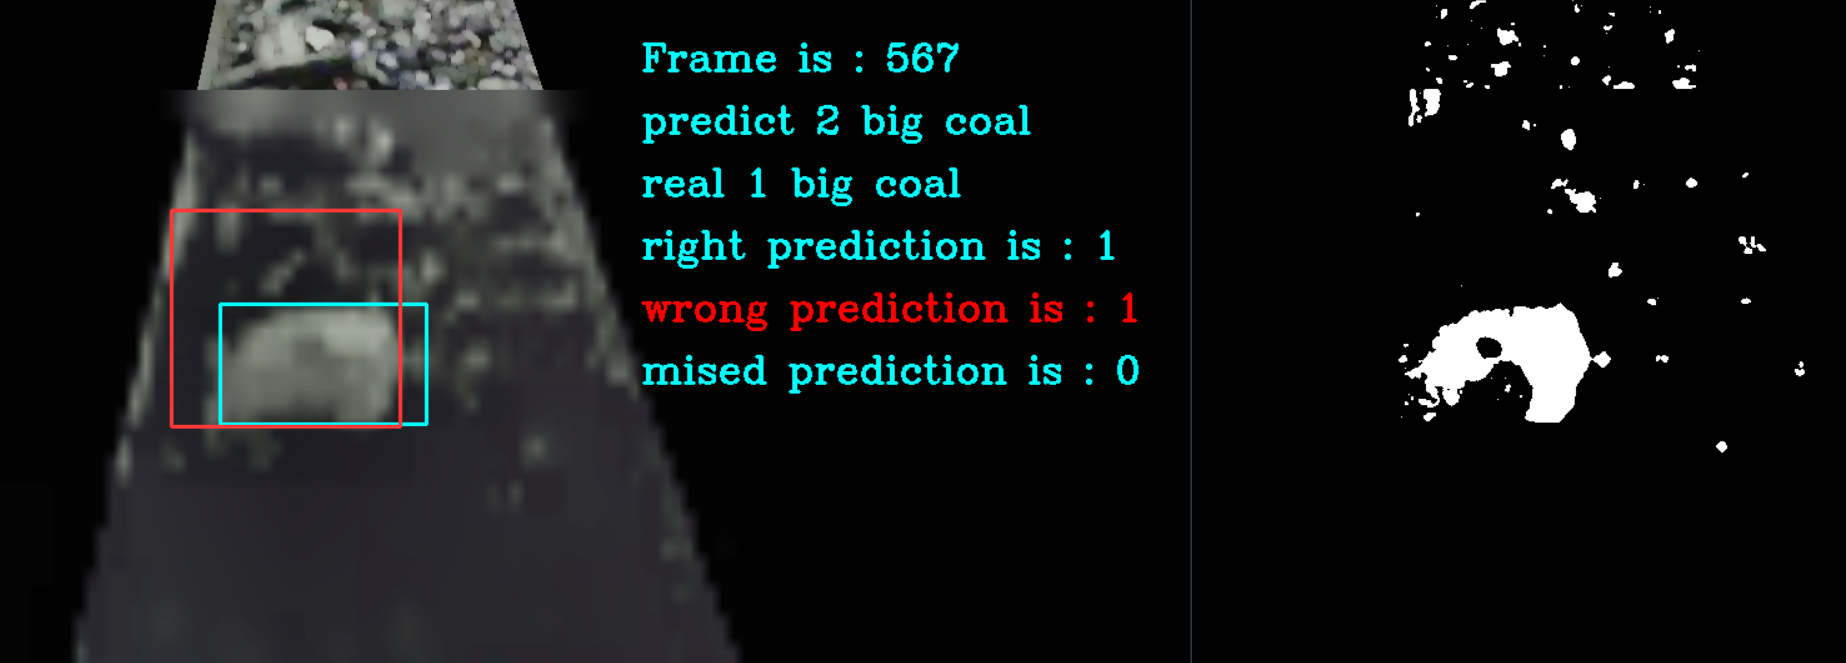 Frame is : 567
predict 2 big coal
real 1 big coal
right prediction is : 1
wrong prediction is : 1
mised prediction is : 0